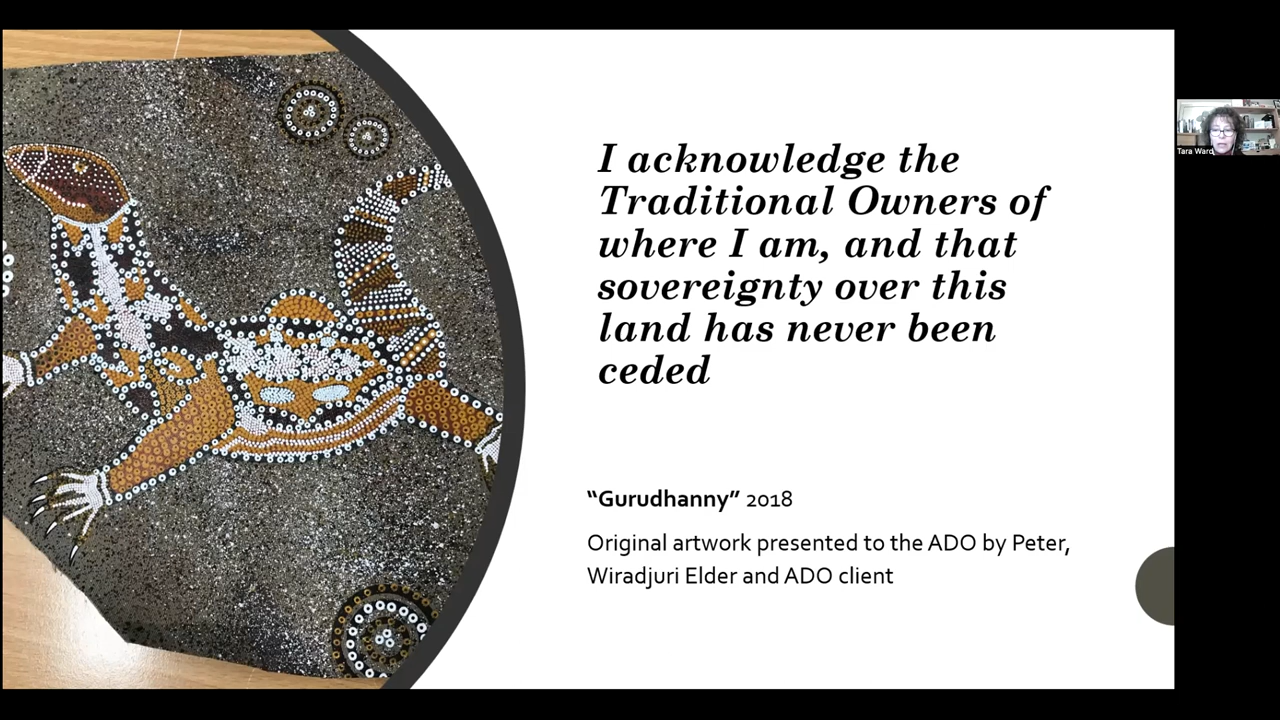 I acknowledge the
Traditional Owners of
where I am, and that
sovereignty over this
land has never been
ceded
“Gurudhanny” 2018
Original artwork presented to the ADO by Peter,
Wiradjuri Elder and ADO client
Tara Ward